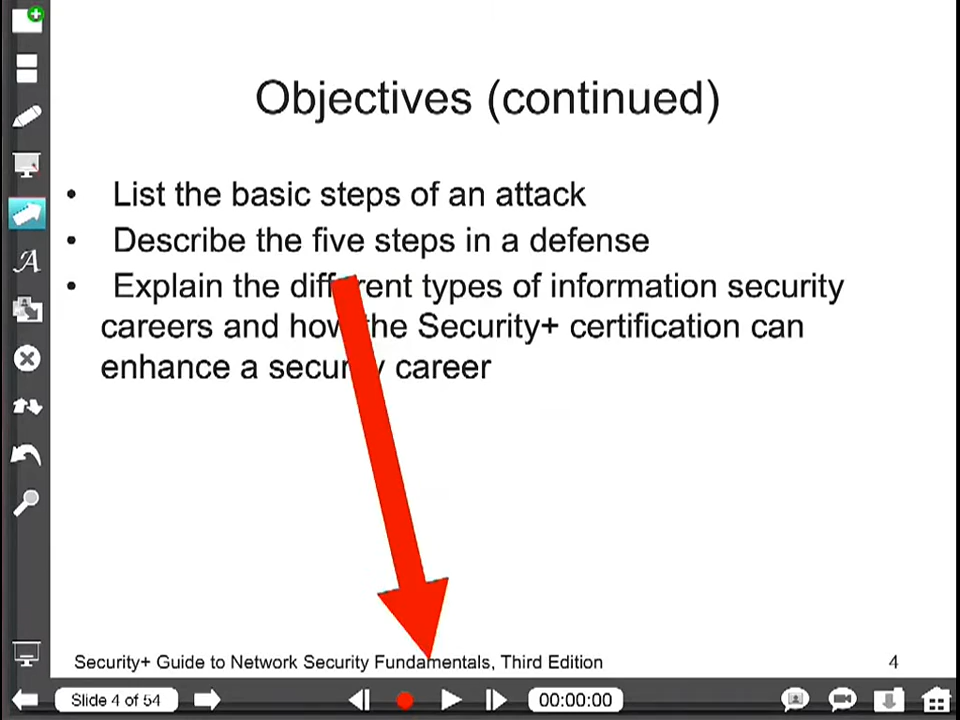 Objectives (continued)
• List the basic steps of an attack
• Describe the five steps in a defense
• Explain the different types of information security
careers and how the Security+ certification can
enhance a security career
Security+ Guide to Network Security Fundamentals, Third Edition
4
Slide 4 of 54
00:00:00